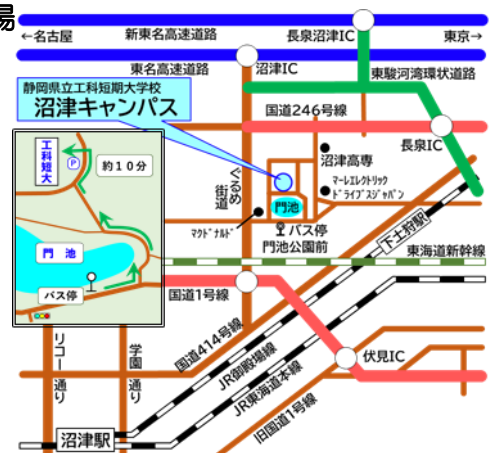 場
←名古屋
新東名高速道路
長泉沼津IC
東京→
東名高速道路
沼津IC
東駿河湾環状道路
静岡県立工科短期大学校
沼津キャンパス
国道246号線
長泉IC
工科短大
P
約10分
沼津高専
ぐるめ街道
マーレエレクトリック
ドライブスジャパン
門池
マクドナルド
バス停
門池公園前
下土狩駅
門 池
バス停
東海道新幹線
国道1号線
国道414号線
リコー通り
学園通り
JR御殿場線
JR東海道本線
伏見IC
旧国道1号線
沼津駅